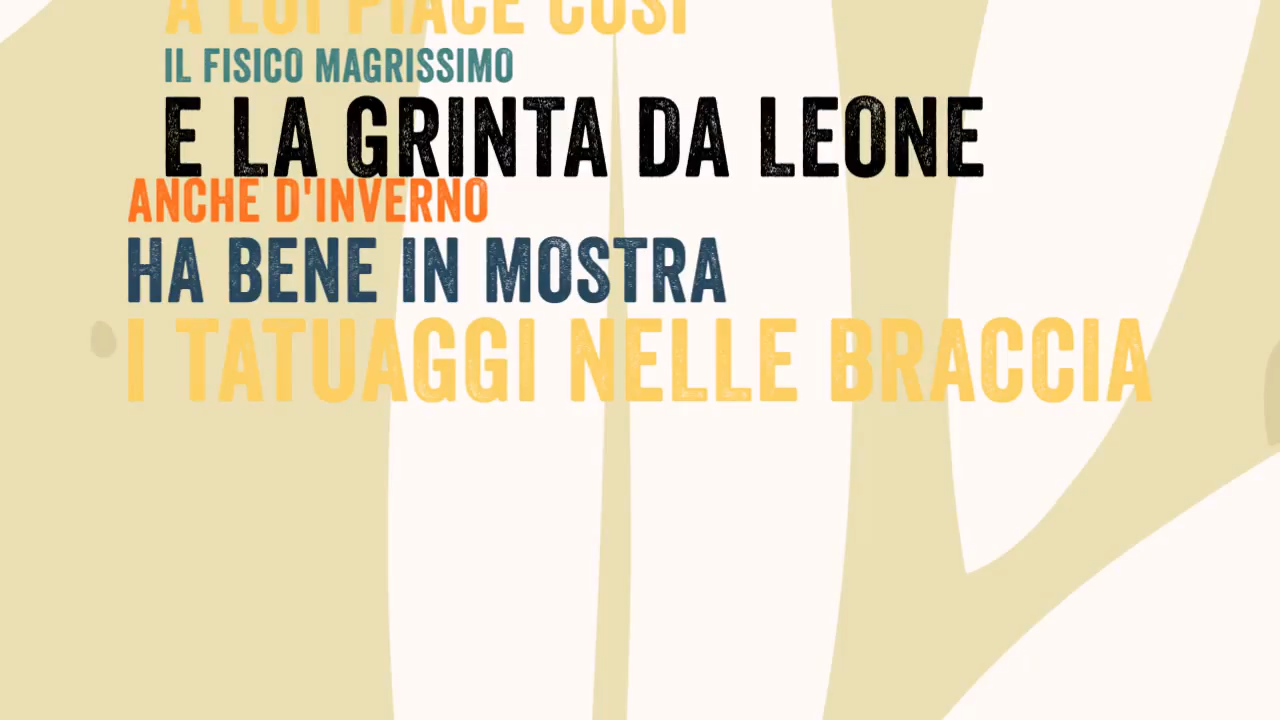 A LUI PIACE COSÌ
IL FISICO MAGRISSIMO
E LA GRINTA DA LEONE
ANCHE D'INVERNO
HA BENE IN MOSTRA
I TATUAGGI NELLE BRACCIA